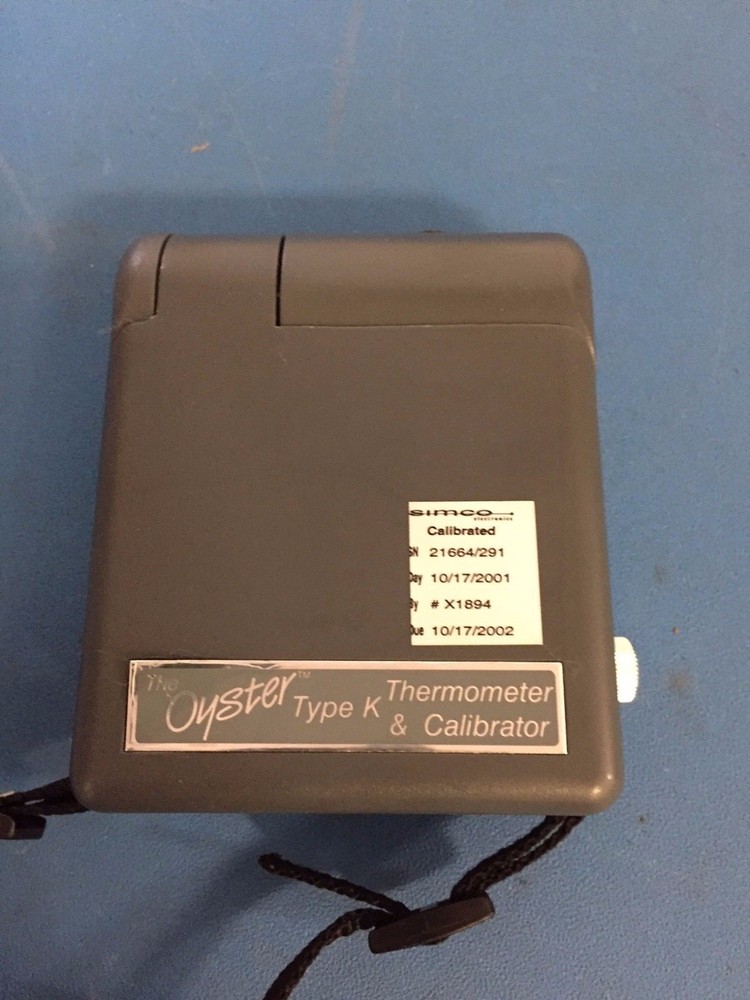 simco
electronics
Calibrated
SN 21664/291
Day 10/17/2001
By # X1894
Due 10/17/2002
The Oyster™ Type K Thermometer
& Calibrator